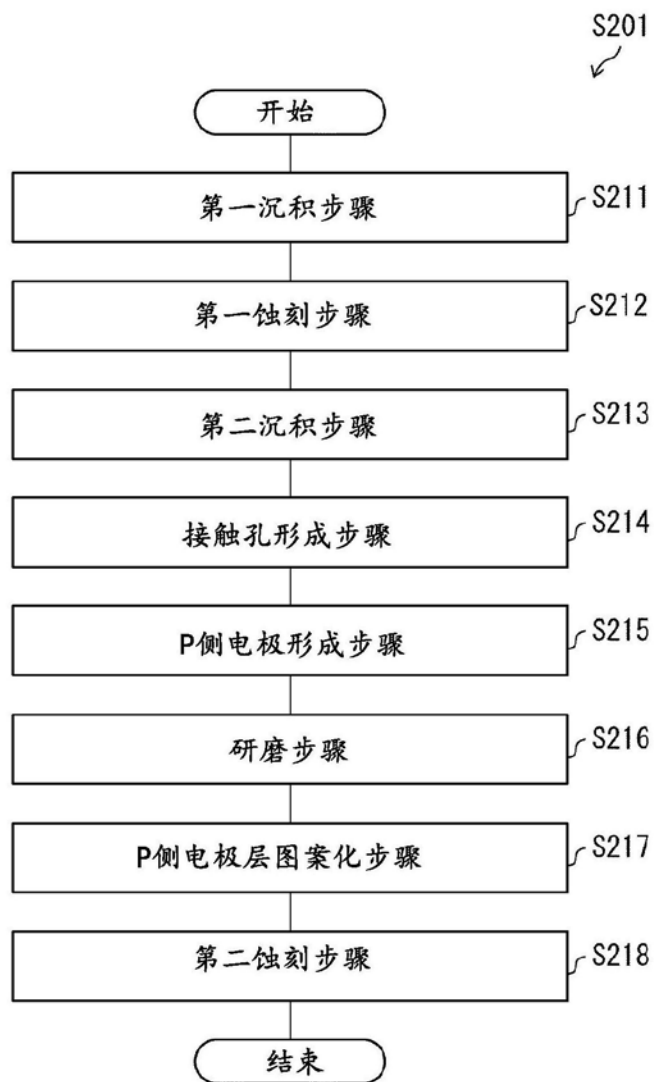 S201
开始
第一沉积步骤
S211
第一蚀刻步骤
S212
第二沉积步骤
S213
接触孔形成步骤
S214
P侧电极形成步骤
S215
研磨步骤
S216
P侧电极层图案化步骤
S217
第二蚀刻步骤
S218
结束